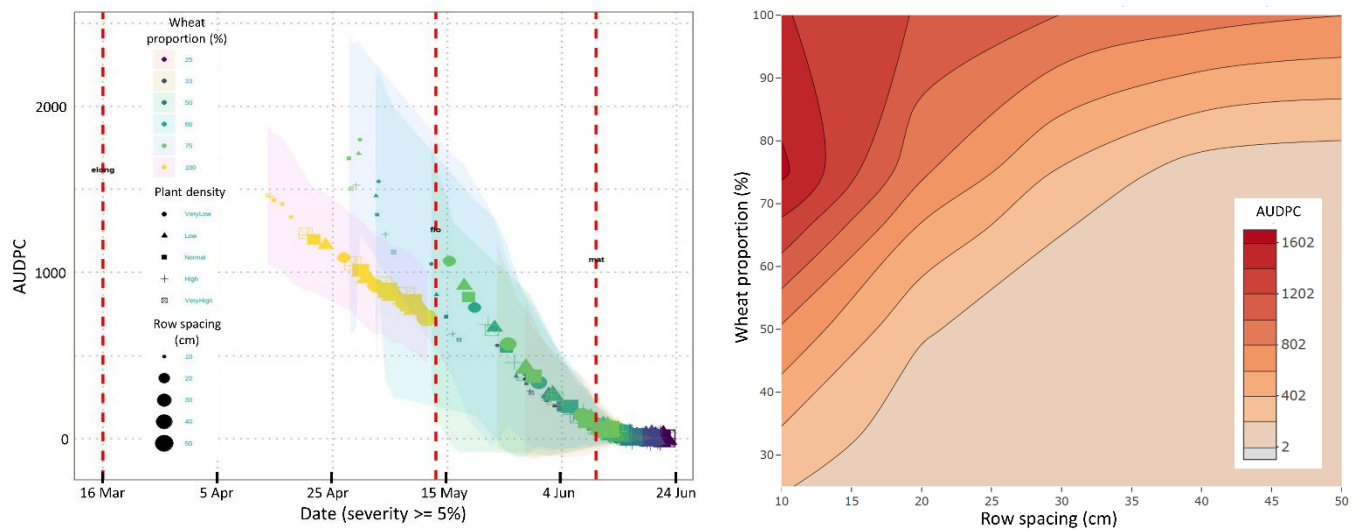 Wheat
proportion (%)
25
33
50
66
75
100
Plant density
VeryLow
Low
Normal
High
VeryHigh
Row spacing
(cm)
10
20
30
40
50
elong
flo
mat
AUDPC
2000
1000
0
16 Mar
5 Apr
25 Apr
15 May
4 Jun
24 Jun
Date (severity >= 5%)
Wheat proportion (%)
100
90
80
70
60
50
40
30
AUDPC
1602
1202
802
402
2
10
15
20
25
30
35
40
45
50
Row spacing (cm)